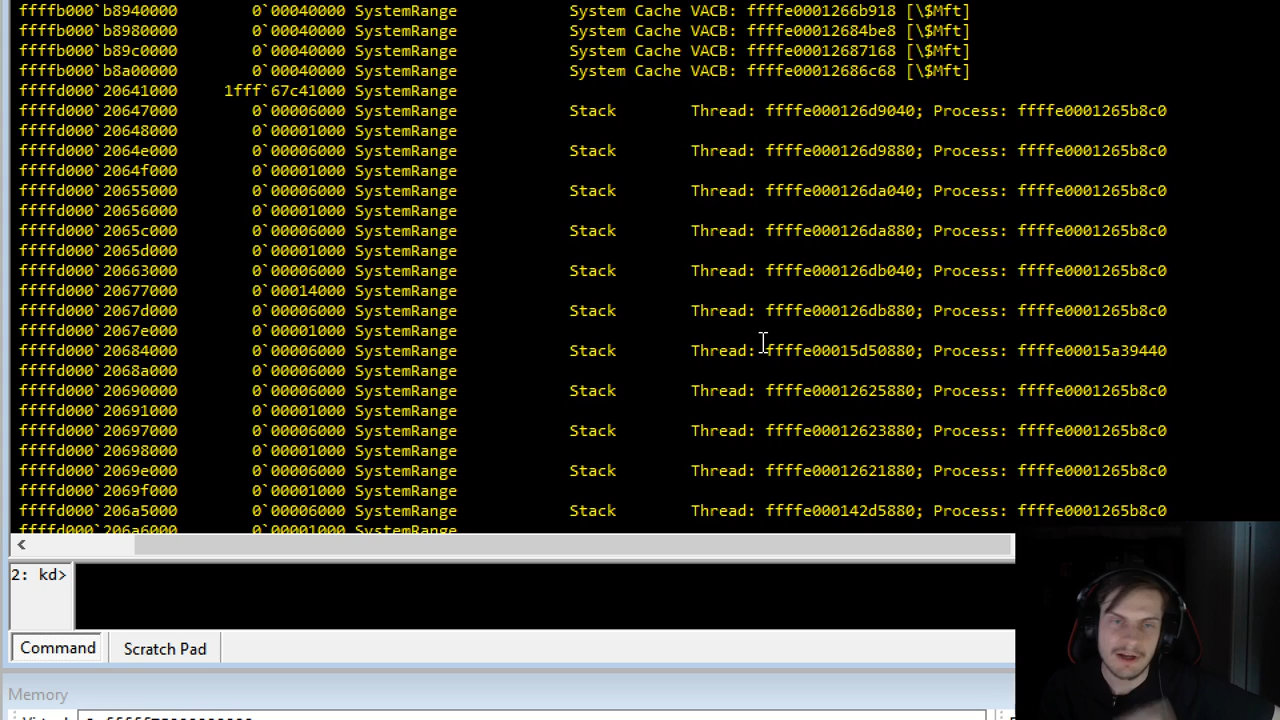 ffffb000`b8940000 0`00040000 SystemRange System Cache VACB: ffffe0001266b918 [\$Mft]
ffffb000`b8980000 0`00040000 SystemRange System Cache VACB: ffffe00012684be8 [\$Mft]
ffffb000`b89c0000 0`00040000 SystemRange System Cache VACB: ffffe00012687168 [\$Mft]
ffffb000`b8a00000 0`00040000 SystemRange System Cache VACB: ffffe00012686c68 [\$Mft]
ffffd000`20641000 1fff`67c41000 SystemRange
ffffd000`20647000 0`00006000 SystemRange Stack Thread: ffffe000126d9040; Process: ffffe0001265b8c0
ffffd000`20648000 0`00001000 SystemRange
ffffd000`2064e000 0`00006000 SystemRange Stack Thread: ffffe000126d9880; Process: ffffe0001265b8c0
ffffd000`2064f000 0`00001000 SystemRange
ffffd000`20655000 0`00006000 SystemRange Stack Thread: ffffe000126da040; Process: ffffe0001265b8c0
ffffd000`20656000 0`00001000 SystemRange
ffffd000`2065c000 0`00006000 SystemRange Stack Thread: ffffe000126da880; Process: ffffe0001265b8c0
ffffd000`2065d000 0`00001000 SystemRange
ffffd000`20663000 0`00006000 SystemRange Stack Thread: ffffe000126db040; Process: ffffe0001265b8c0
ffffd000`20677000 0`00014000 SystemRange
ffffd000`2067d000 0`00006000 SystemRange Stack Thread: ffffe000126db880; Process: ffffe0001265b8c0
ffffd000`2067e000 0`00001000 SystemRange
ffffd000`20684000 0`00006000 SystemRange Stack Thread: ffffe00015d50880; Process: ffffe00015a39440
ffffd000`2068a000 0`00006000 SystemRange
ffffd000`20690000 0`00006000 SystemRange Stack Thread: ffffe00012625880; Process: ffffe0001265b8c0
ffffd000`20691000 0`00001000 SystemRange
ffffd000`20697000 0`00006000 SystemRange Stack Thread: ffffe00012623880; Process: ffffe0001265b8c0
ffffd000`20698000 0`00001000 SystemRange
ffffd000`2069e000 0`00006000 SystemRange Stack Thread: ffffe00012621880; Process: ffffe0001265b8c0
ffffd000`2069f000 0`00001000 SystemRange
ffffd000`206a5000 0`00006000 SystemRange Stack Thread: ffffe000142d5880; Process: ffffe0001265b8c0
ffffd000`206a6000 0`00001000 SystemRange
2: kd>
Command Scratch Pad
Memory